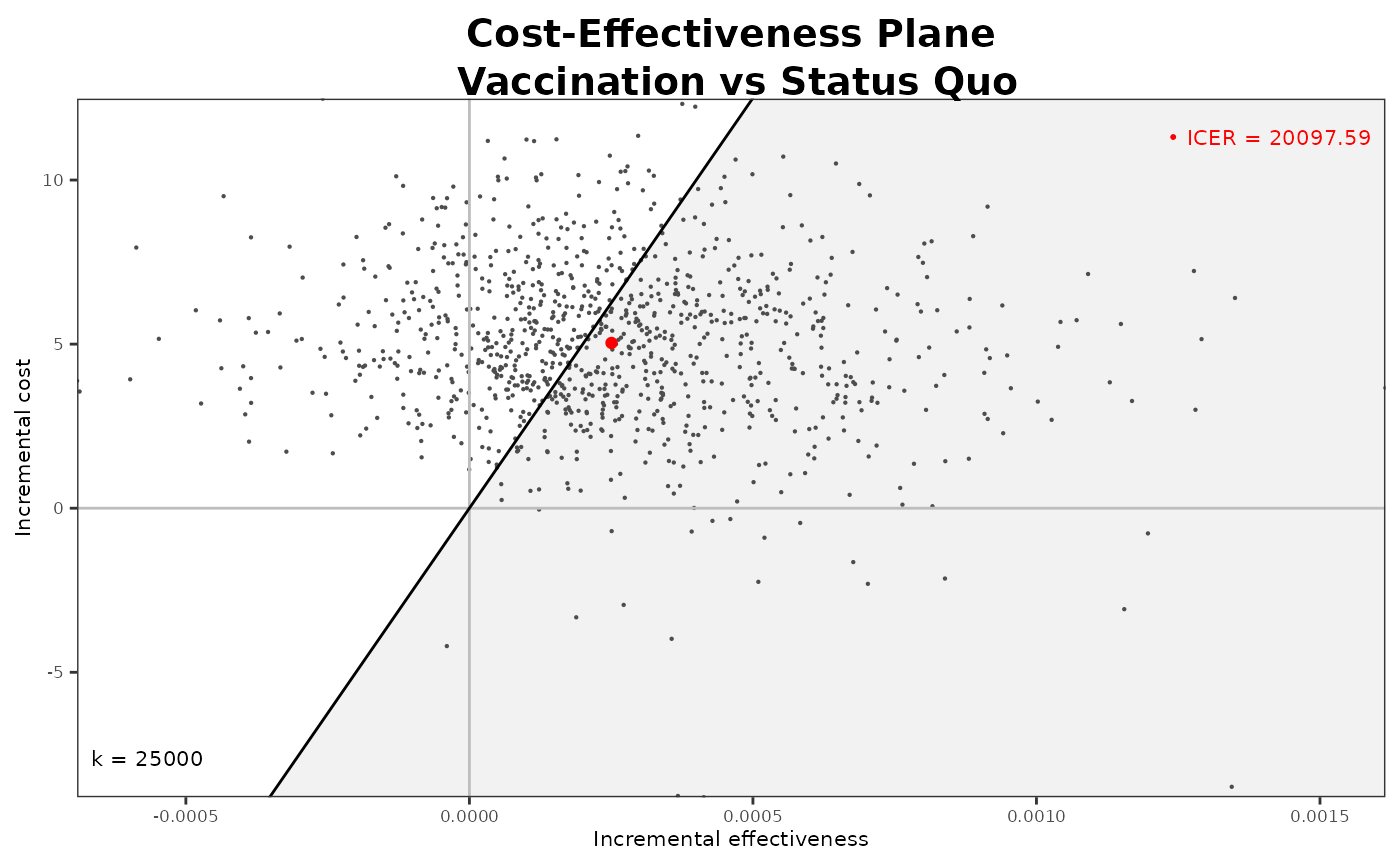 Cost-Effectiveness Plane
Vaccination vs Status Quo
• ICER = 20097.59
10
5
0
-5
Incremental cost
k = 25000
-0.0005
0.0000
0.0005
0.0010
0.0015
Incremental effectiveness